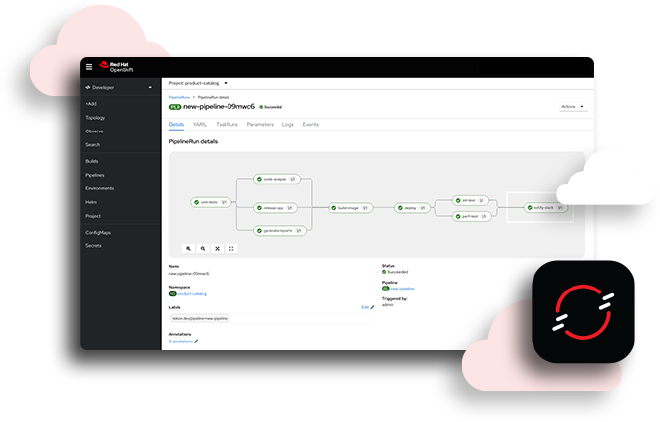 Red Hat
OpenShift
Developer
+Add
Topology
Observe
Search
Builds
Pipelines
Environments
Helm
Project
ConfigMaps
Secrets
Project: product-catalog
PipelineRuns > PipelineRun details
PLR new-pipeline-09mwc6 Succeeded
Actions
Details YAML TaskRuns Parameters Logs Events
PipelineRun details
code-analysis
unit-tests
release-app
build-image
deploy
int-test
perf-test
notify-slack
generate-reports
Name
new-pipeline-09mwc6
Namespace
NS product-catalog
Labels
Edit
tekton.dev/pipeline=new-pipeline
Annotations
Status
Succeeded
Pipeline
PL new-pipeline
Triggered by:
admin